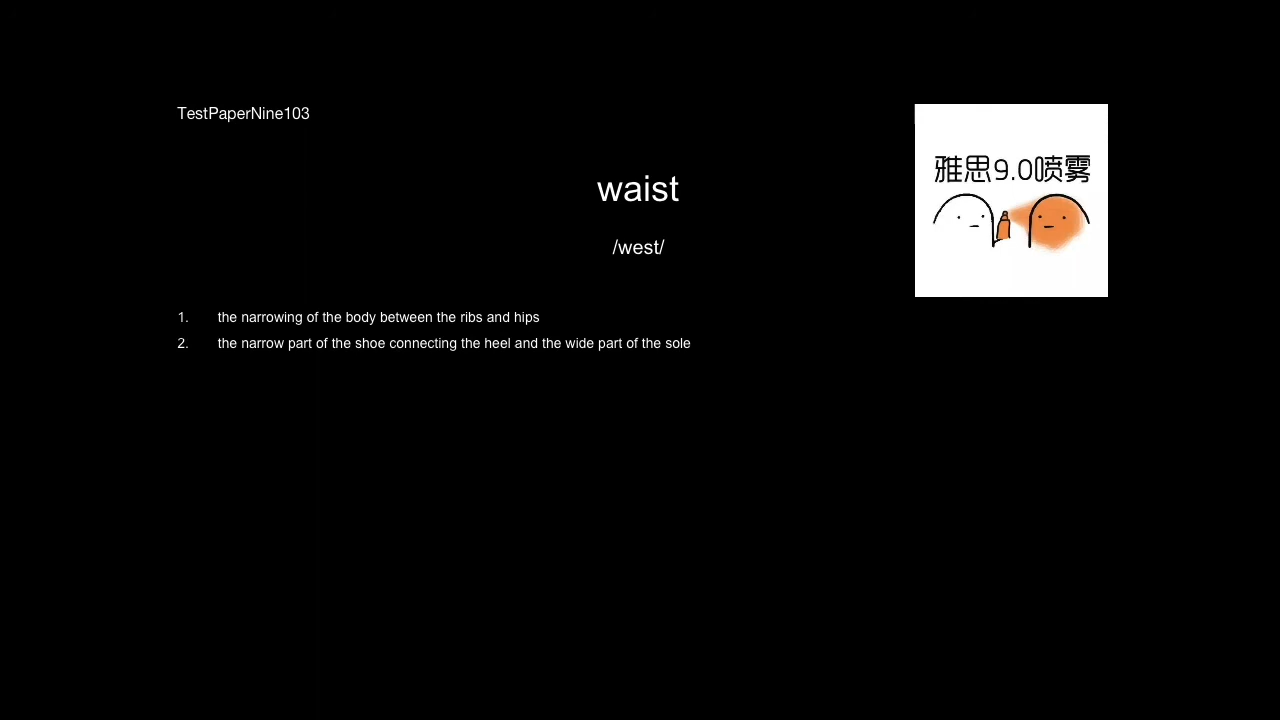 TestPaperNine103
waist
/west/
雅思9.0喷雾
1. the narrowing of the body between the ribs and hips
2. the narrow part of the shoe connecting the heel and the wide part of the sole